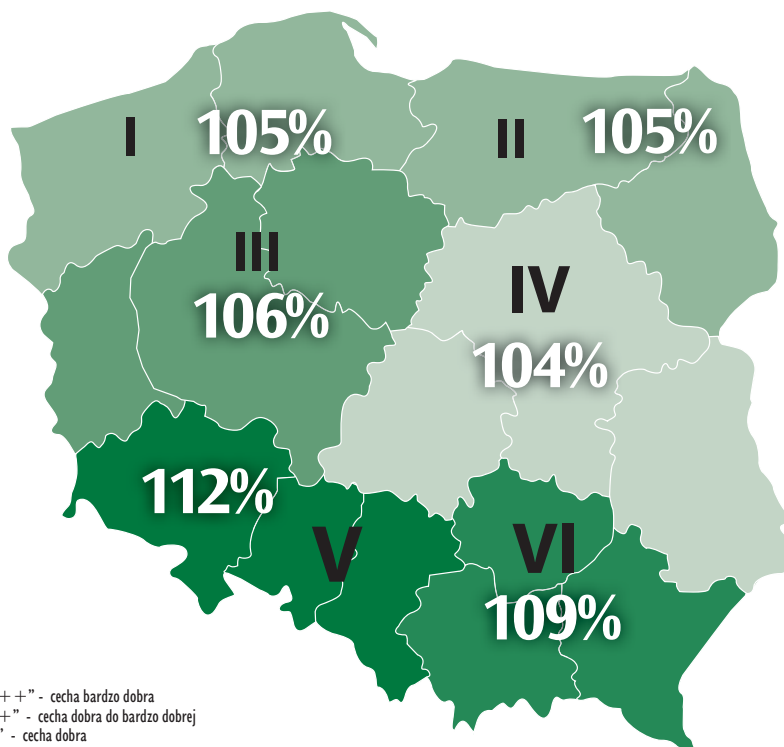 I 105%
II 105%
III
106%
IV
104%
112%
V
VI
109%
++” - cecha bardzo dobra
+” - cecha dobra do bardzo dobrej
” - cecha dobra